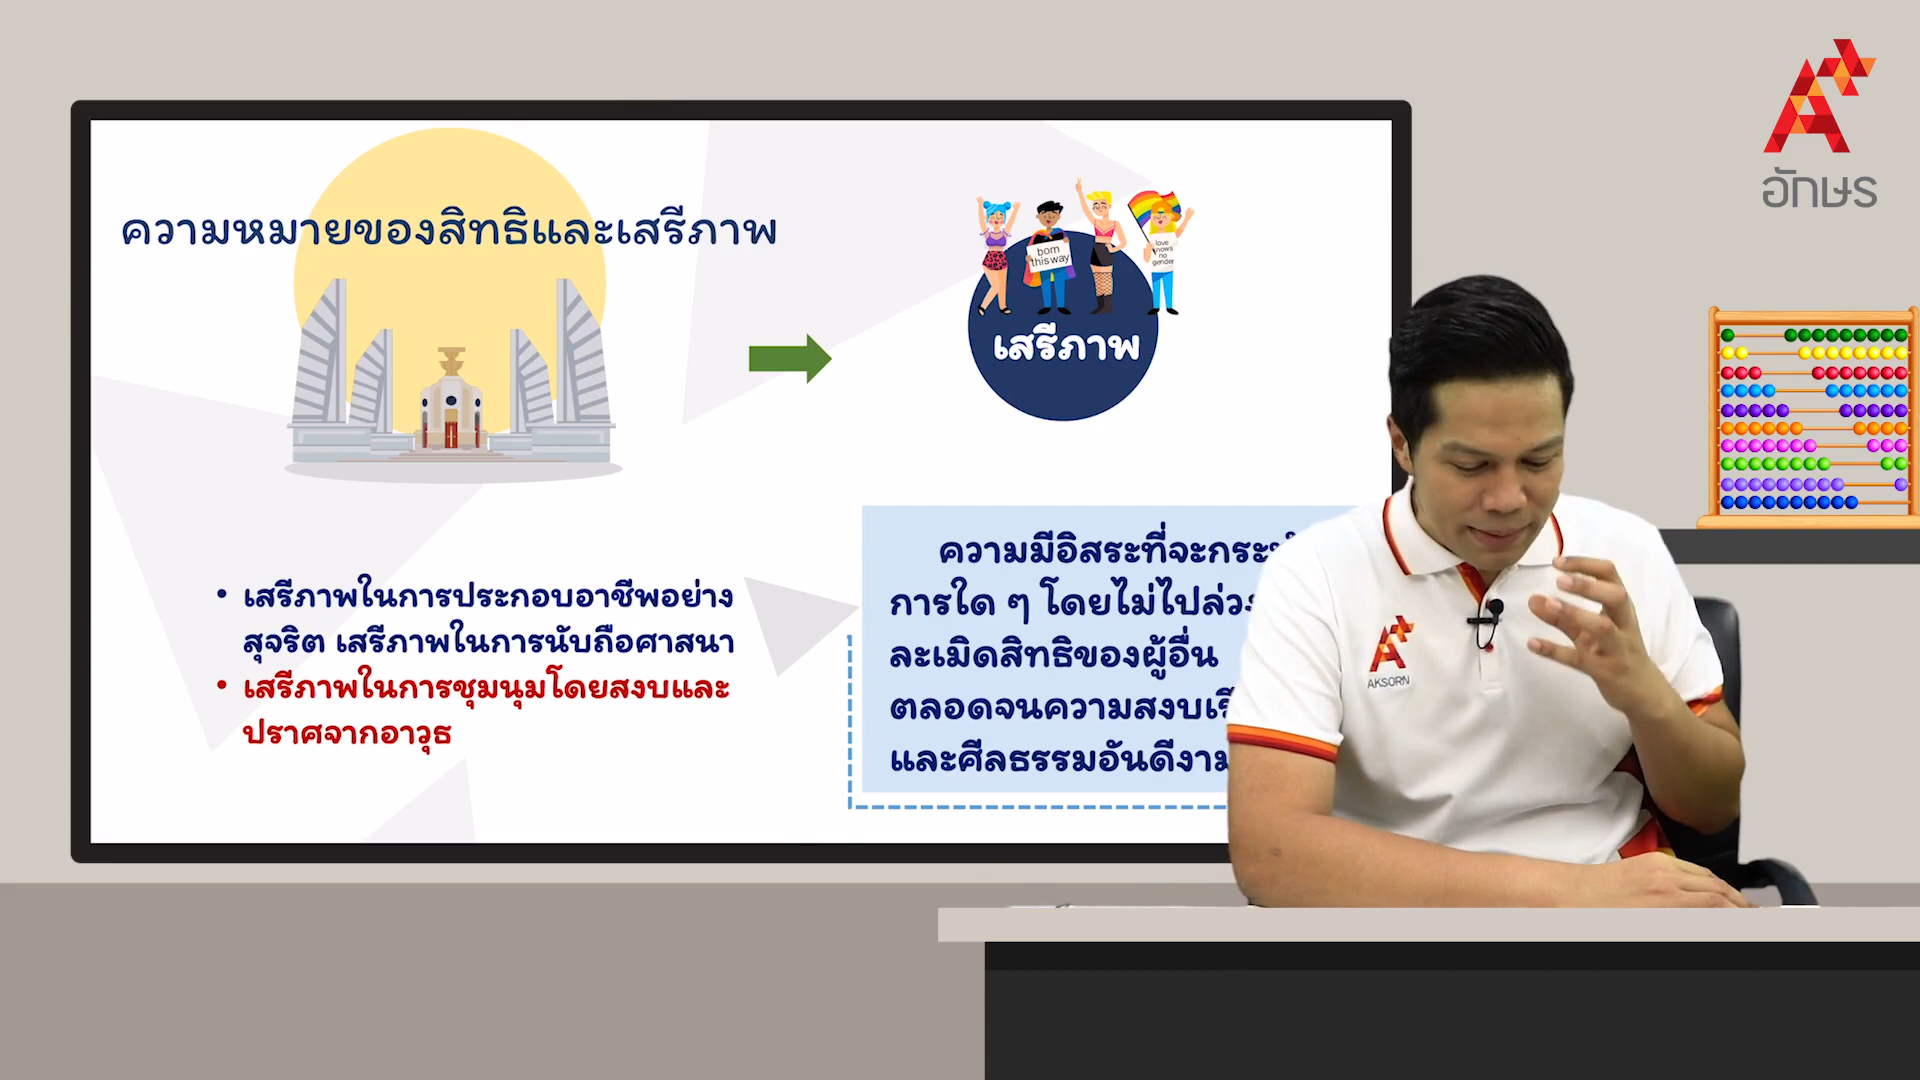 อักษร
ความหมายของสิทธิและเสรีภาพ
born
this way
love
no
gender
เสรีภาพ
ความมีอิสระที่จะ
การใด ๆ โดยไม่ไป
ละเมิดสิทธิของผู้อื่น
ตลอดจนความสงบ
และศีลธรรมอันดีงาม
• เสรีภาพในการประกอบอาชีพอย่าง
สุจริต เสรีภาพในการนับถือศาสนา
• เสรีภาพในการชุมนุมโดยสงบและ
ปราศจากอาวุธ
AKSORN